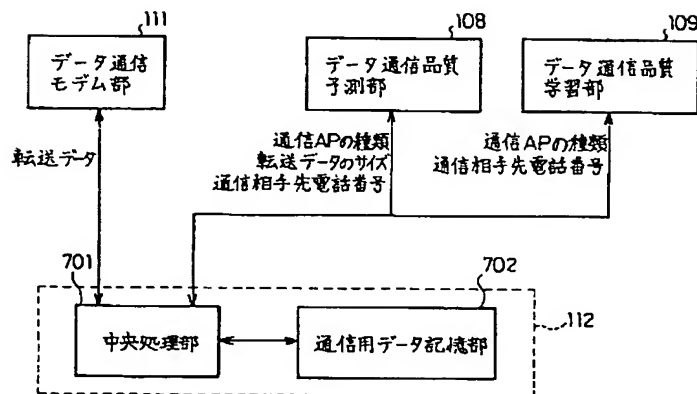 111
データ通信
モデム部
108
データ通信品質
予測部
109
データ通信品質
学習部
転送データ
通信APの種類
転送データのサイズ
通信相手先電話番号
通信APの種類
通信相手先電話番号
701
中央処理部
702
通信用データ記憶部
112